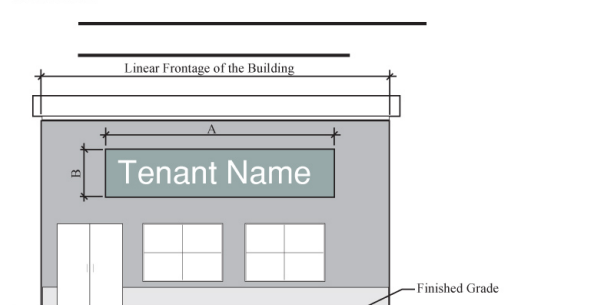 Linear Frontage of the Building
A
B
Tenant Name
Finished Grade